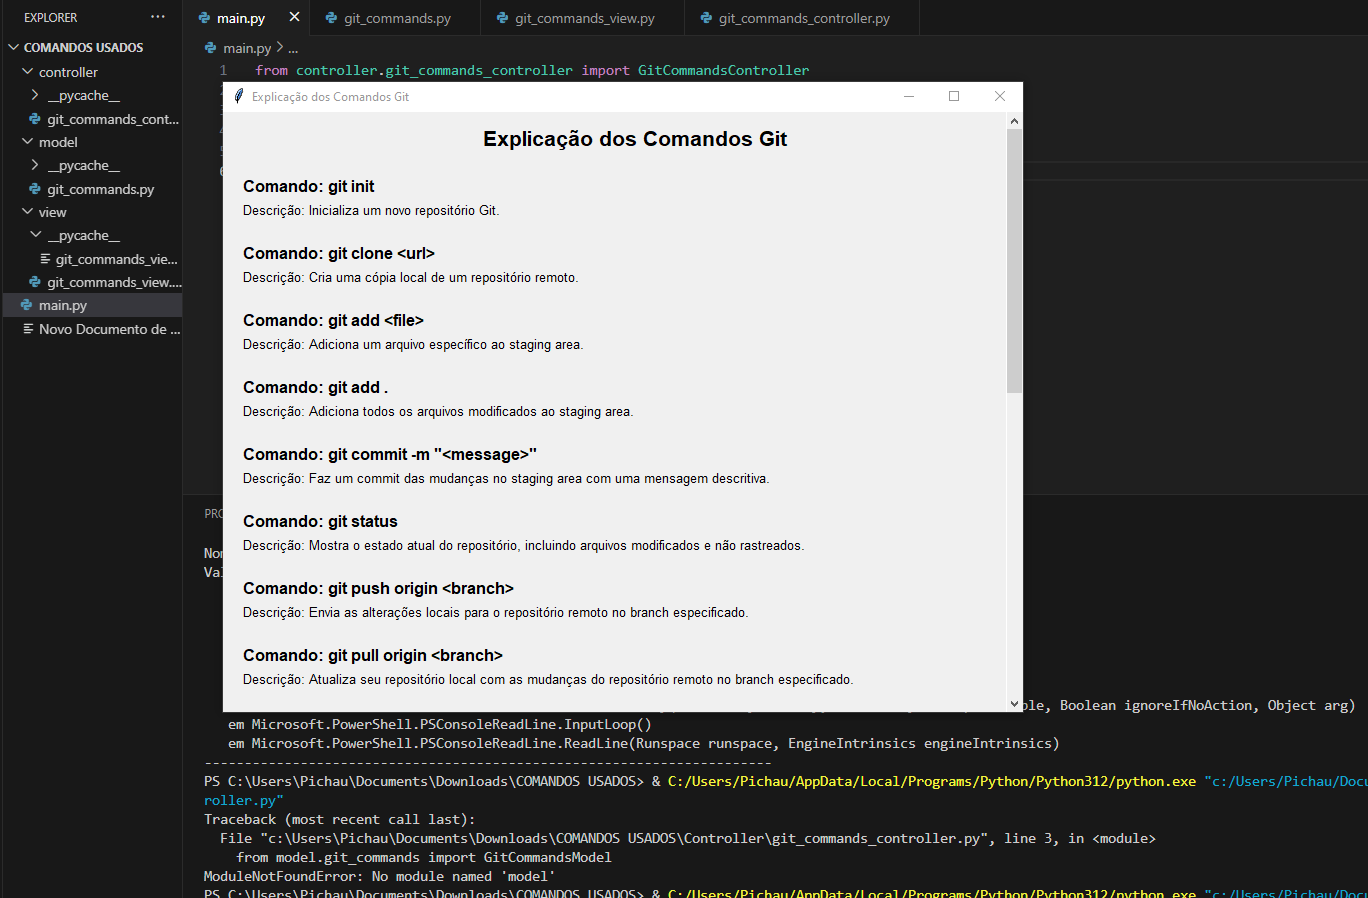 EXPLORER ...
main.py
git_commands.py
git_commands_view.py
git_commands_controller.py
COMANDOS USADOS
controller
__pycache__
git_commands_cont...
model
__pycache__
git_commands.py
view
__pycache__
git_commands_vie...
git_commands_view....
main.py
Novo Documento de ...
main.py > ...
1 from controller.git_commands_controller import GitCommandsController
Explicação dos Comandos Git
Explicação dos Comandos Git
Comando: git init
Descrição: Inicializa um novo repositório Git.
Comando: git clone <url>
Descrição: Cria uma cópia local de um repositório remoto.
Comando: git add <file>
Descrição: Adiciona um arquivo específico ao staging area.
Comando: git add .
Descrição: Adiciona todos os arquivos modificados ao staging area.
Comando: git commit -m "<message>"
Descrição: Faz um commit das mudanças no staging area com uma mensagem descritiva.
Comando: git status
Descrição: Mostra o estado atual do repositório, incluindo arquivos modificados e não rastreados.
Comando: git push origin <branch>
Descrição: Envia as alterações locais para o repositório remoto no branch especificado.
Comando: git pull origin <branch>
Descrição: Atualiza seu repositório local com as mudanças do repositório remoto no branch especificado.
Boolean ignoreIfNoAction, Object arg)
em Microsoft.PowerShell.PSConsoleReadLine.InputLoop()
em Microsoft.PowerShell.PSConsoleReadLine.ReadLine(Runspace runspace, EngineIntrinsics engineIntrinsics)
-----------------------------------------------------------------------
PS C:\Users\Pichau\Documents\Downloads\COMANDOS USADOS> & C:/Users/Pichau/AppData/Local/Programs/Python/Python312/python.exe "c:/Users/Pichau/Docu
roller.py"
Traceback (most recent call last):
File "c:\Users\Pichau\Documents\Downloads\COMANDOS USADOS\Controller\git_commands_controller.py", line 3, in <module>
from model.git_commands import GitCommandsModel
ModuleNotFoundError: No module named 'model'
PS C:\Users\Pichau\Documents\Downloads\COMANDOS USADOS> & C:/Users/Pichau/AppData/Local/Programs/Python/Python312/python.exe "c:/Users/Pichau/Docu